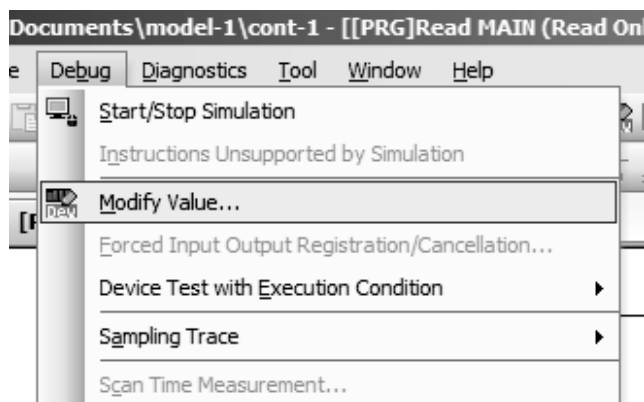 Documents\model-1\cont-1 - [[PRG]Read MAIN (Read Onl
e Debug Diagnostics Tool Window Help
Start/Stop Simulation
Instructions Unsupported by Simulation
DEV Modify Value...
Forced Input Output Registration/Cancellation...
Device Test with Execution Condition
Sampling Trace
Scan Time Measurement...